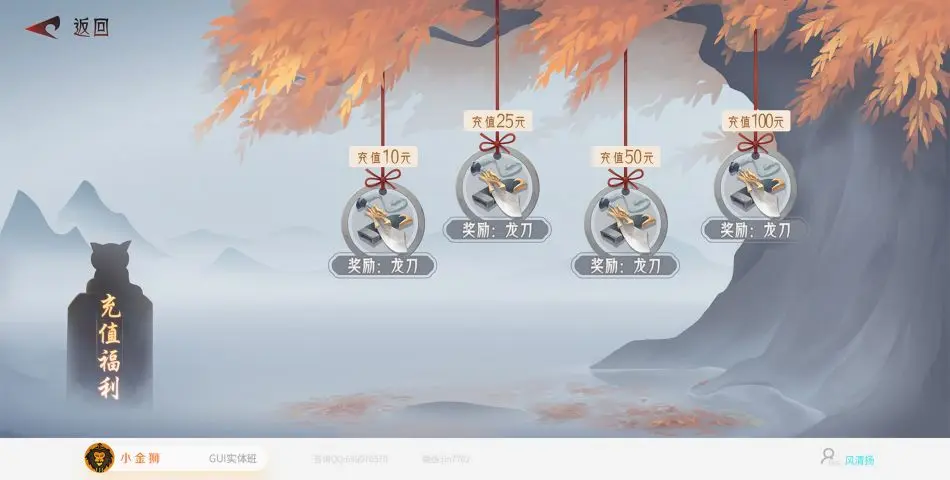 返回
充值10元
充值25元
充值50元
充值100元
奖励：龙刀
奖励：龙刀
奖励：龙刀
奖励：龙刀
充值福利
小金狮
GUI实体班
风清扬